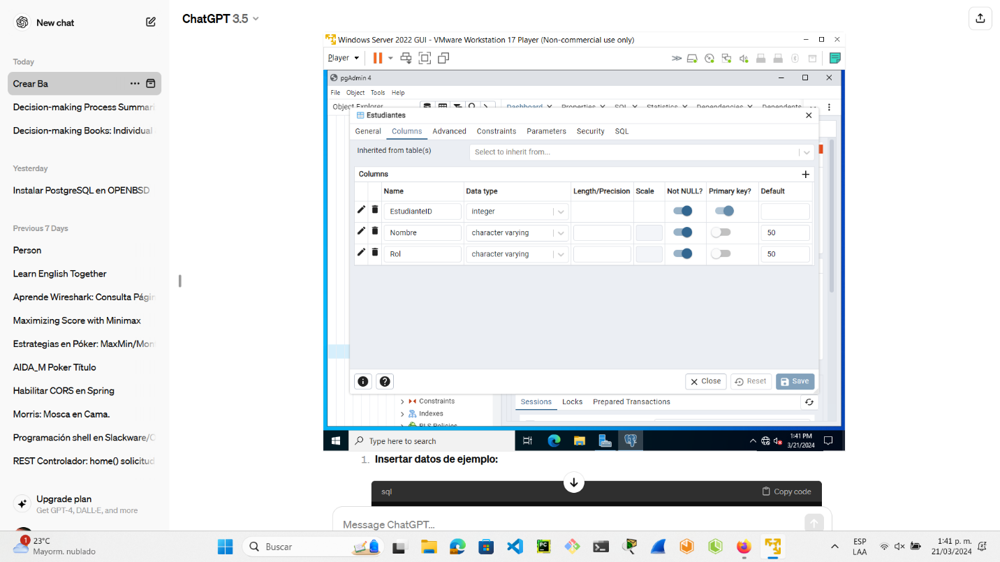 New chat
Today
Crear Ba
Decision-making Process Summari
Decision-making Books: Individual
Yesterday
Instalar PostgreSQL en OPENBSD
Previous 7 Days
Person
Learn English Together
Aprende Wireshark: Consulta Págin
Maximizing Score with Minimax
Estrategias en Póker: MaxMin/Mon
AIDA_M Poker Título
Habilitar CORS en Spring
Morris: Mosca en Cama.
Programación shell en Slackware/O
REST Controlador: home() solicitud
Upgrade plan
Get GPT-4, DALL·E, and more
ChatGPT 3.5
Windows Server 2022 GUI - VMware Workstation 17 Player (Non-commercial use only)
Player
pgAdmin 4
File Object Tools Help
Object Explorer Dashboard Properties SQL Statistics Dependencies Dependents
Estudiantes
General Columns Advanced Constraints Parameters Security SQL
Inherited from table(s) Select to inherit from...
Columns
Name Data type Length/Precision Scale Not NULL? Primary key? Default
EstudianteID integer
Nombre character varying 50
Rol character varying 50
Close Reset Save
Constraints
Indexes
RLS Policies
Sessions Locks Prepared Transactions
Type here to search
1:41 PM
3/21/2024
1. Insertar datos de ejemplo:
sql Copy code
Message ChatGPT...
1
23°C
Mayorm. nublado
Buscar
ESP
LAA
1:41 p. m.
21/03/2024